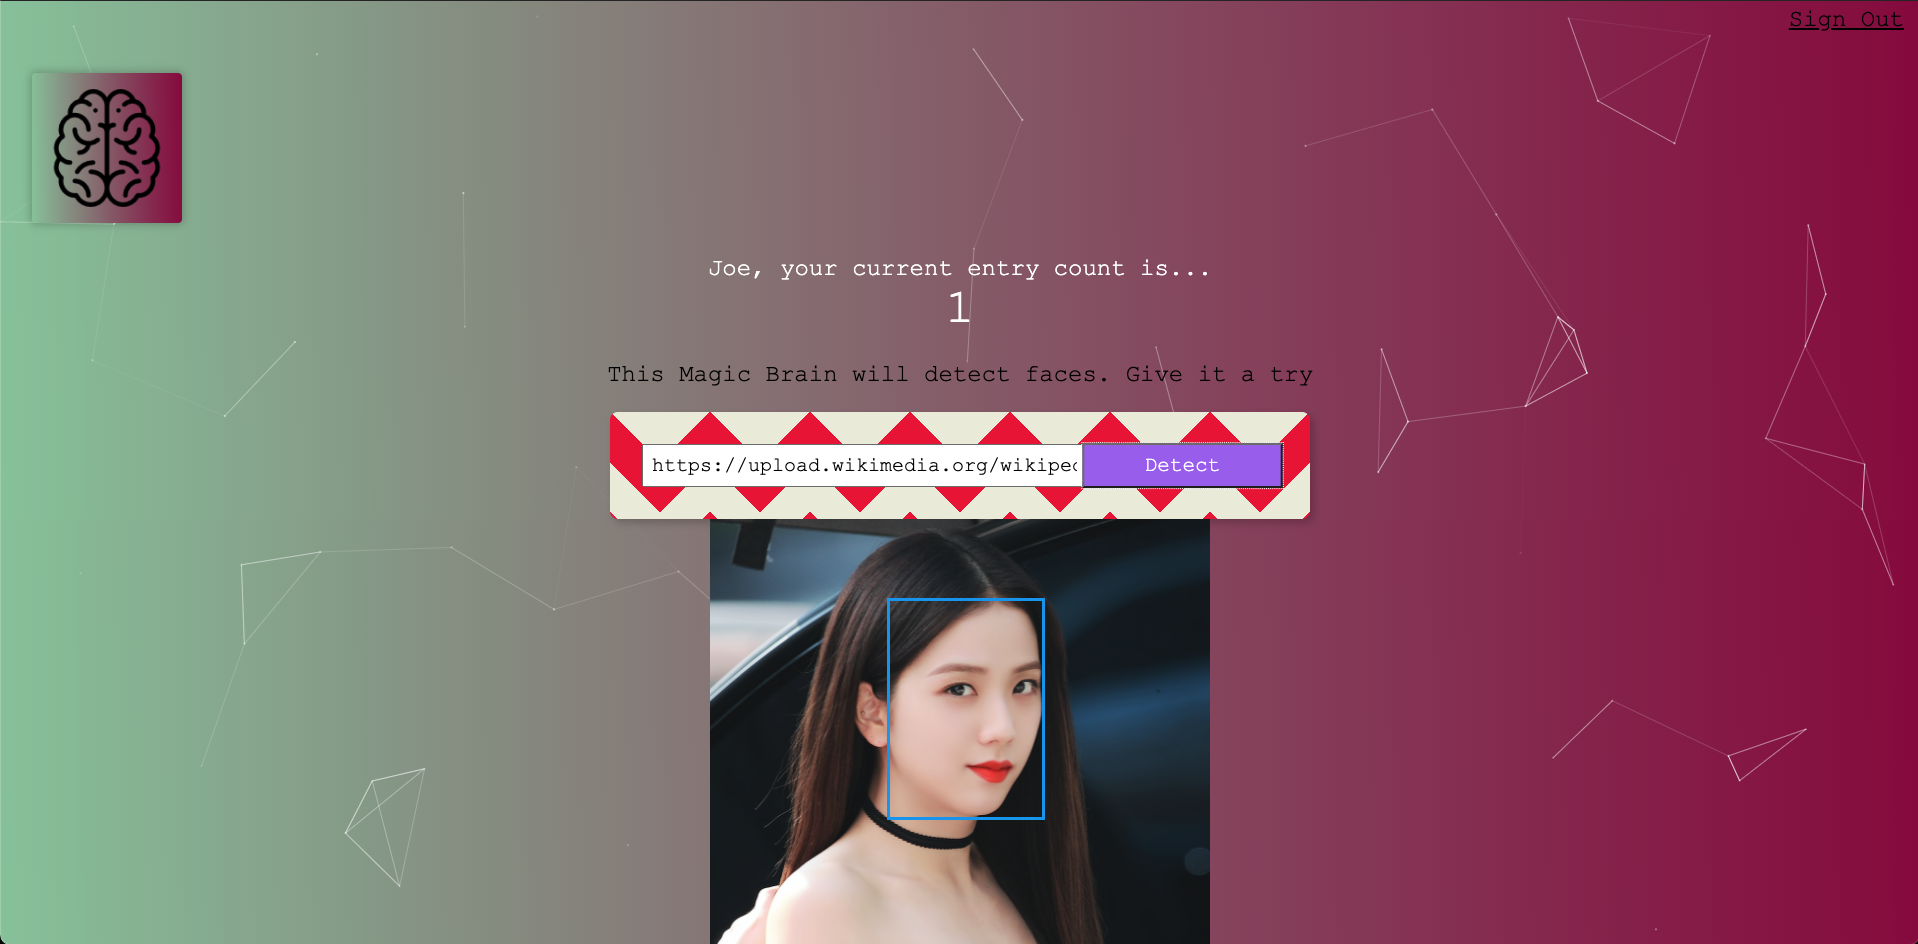 Sign Out
Joe, your current entry count is...
1
This Magic Brain will detect faces. Give it a try
https://upload.wikimedia.org/wikiped
Detect